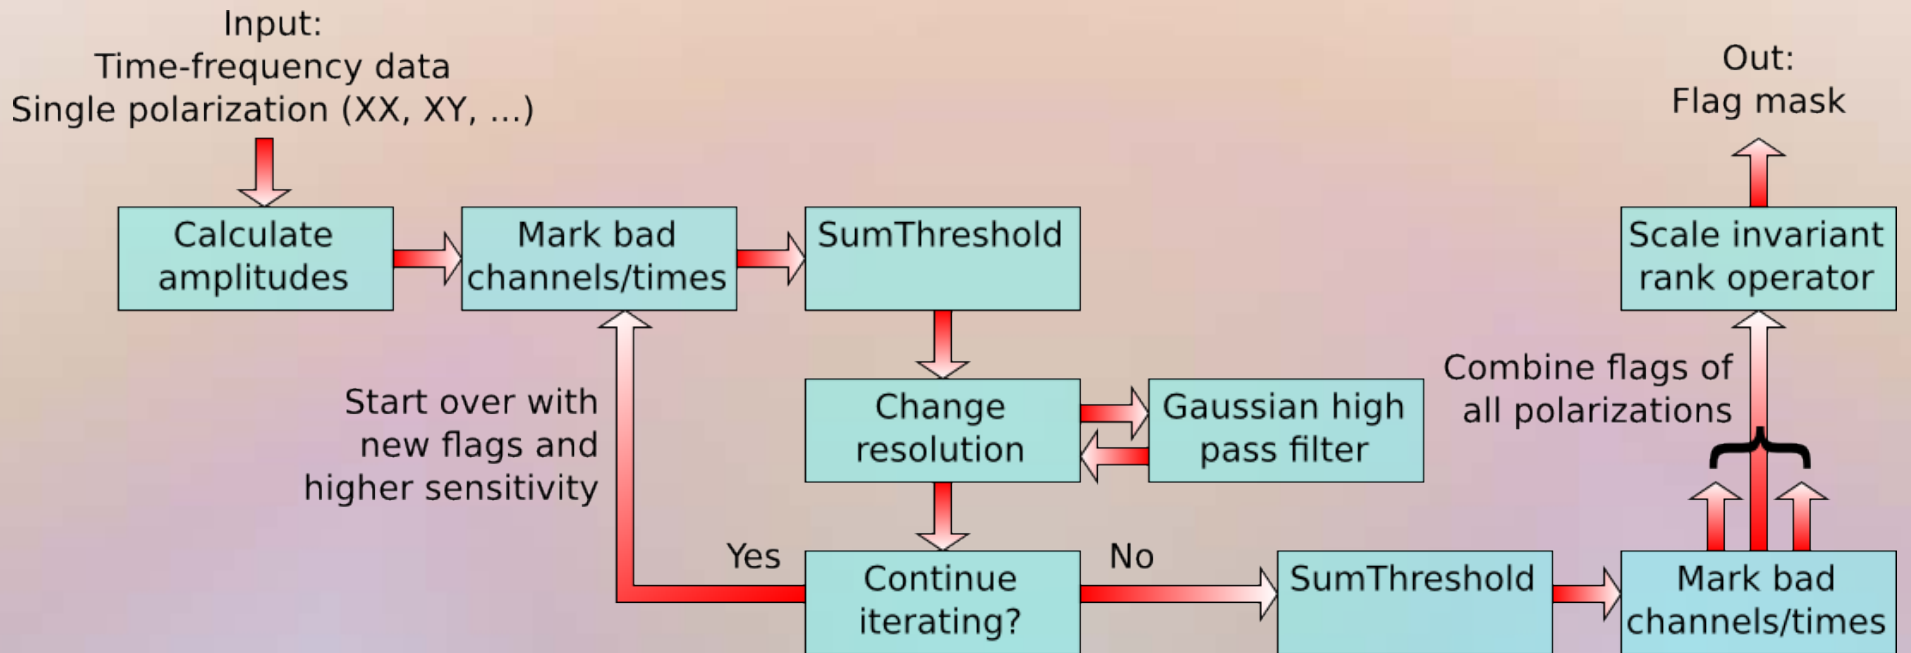 Input:
Time-frequency data
Single polarization (XX, XY, ...)
Out:
Flag mask
Calculate
amplitudes
Mark bad
channels/times
SumThreshold
Scale invariant
rank operator
Start over with
new flags and
higher sensitivity
Change
resolution
Gaussian high
pass filter
Combine flags of
all polarizations
Yes
Continue
iterating?
No
SumThreshold
Mark bad
channels/times